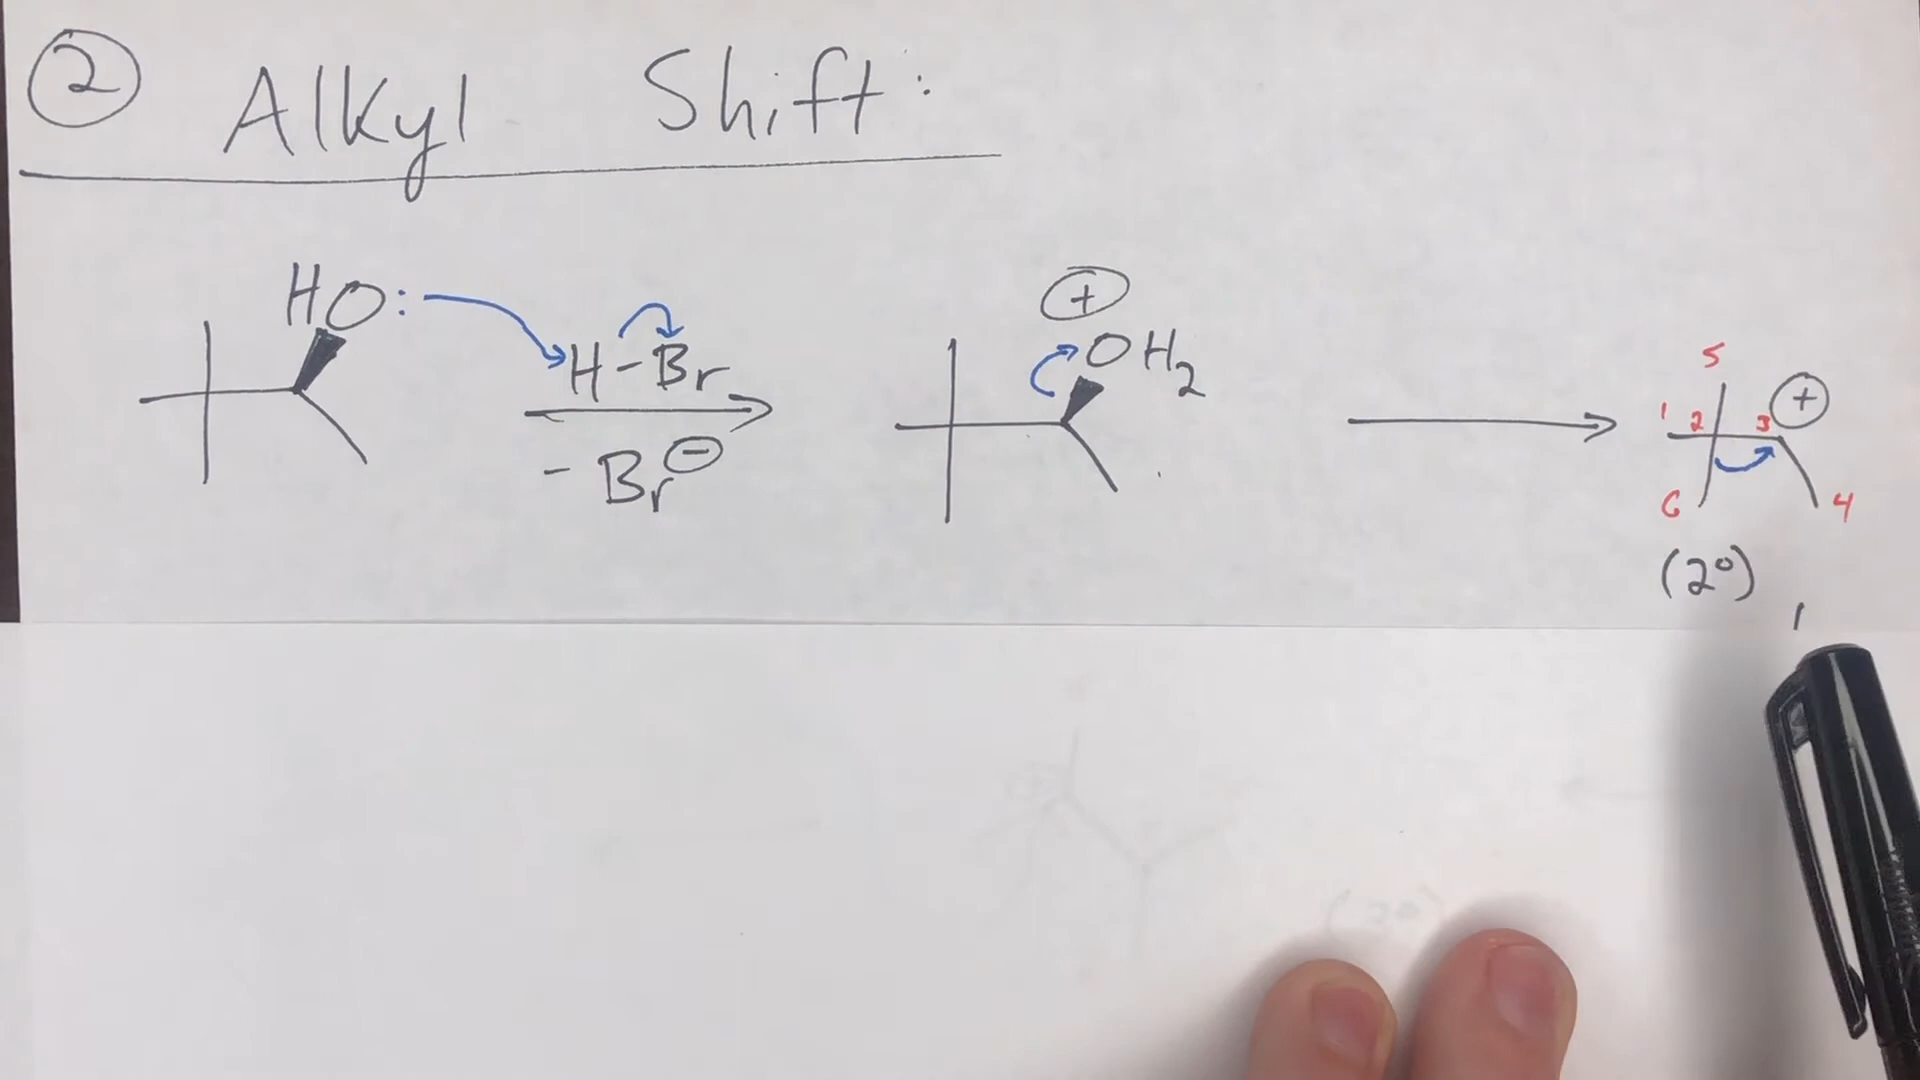 ② Alkyl Shift:
HO:
H-Br
- Br⊖
⊕
OH₂
5
1 2 3 ⊕
6 4
(2°)